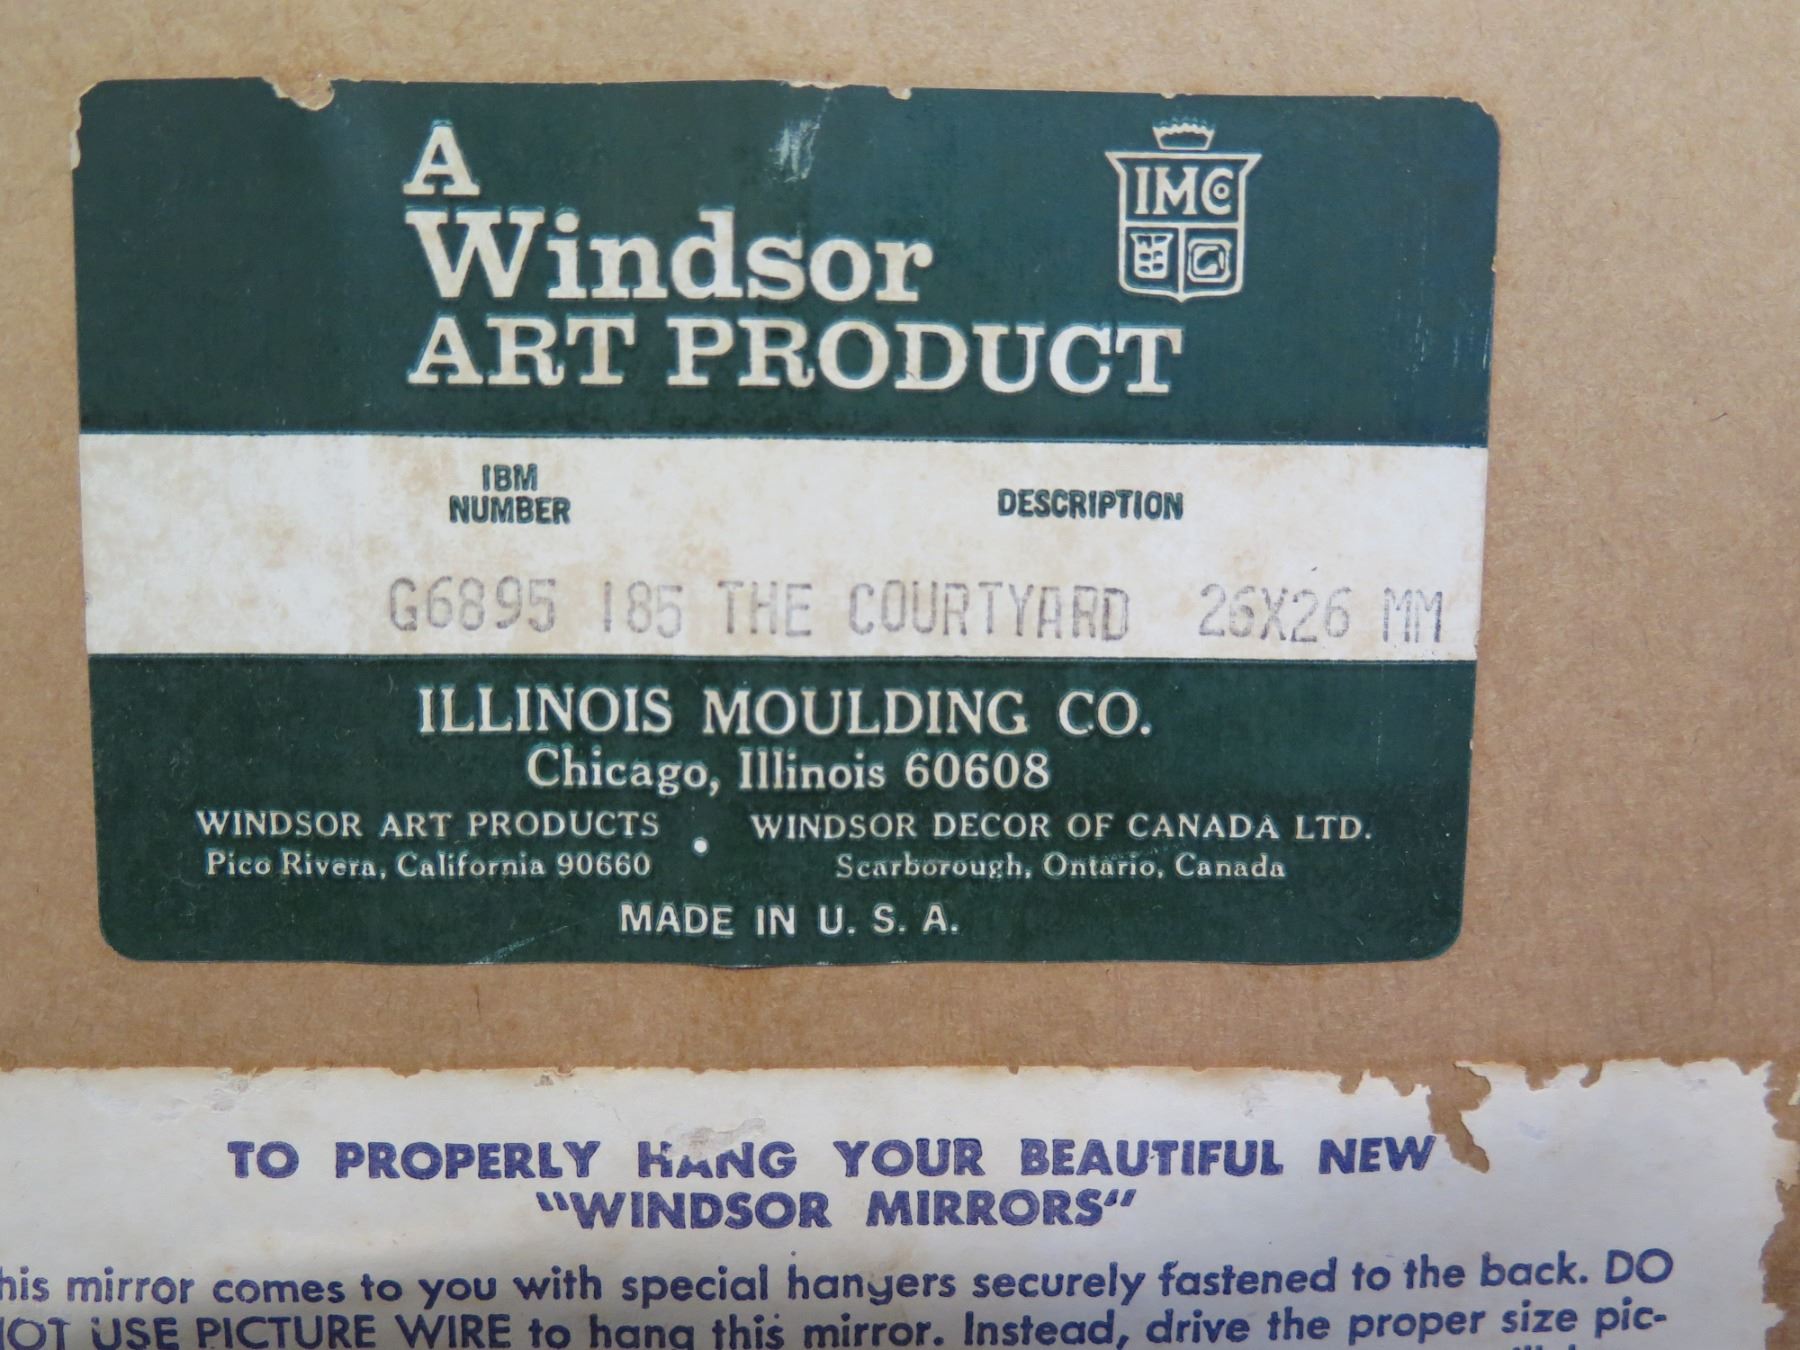 A
Windsor
ART PRODUCT
IMCo
IBM
NUMBER
DESCRIPTION
G6895 185 THE COURTYARD 26X26 MM
ILLINOIS MOULDING CO.
Chicago, Illinois 60608
WINDSOR ART PRODUCTS • WINDSOR DECOR OF CANADA LTD.
Pico Rivera, California 90660 Scarborough, Ontario, Canada
MADE IN U. S. A.
TO PROPERLY HANG YOUR BEAUTIFUL NEW
"WINDSOR MIRRORS"
his mirror comes to you with special hangers securely fastened to the back. DO
NOT USE PICTURE WIRE to hang this mirror. Instead, drive the proper size pic-